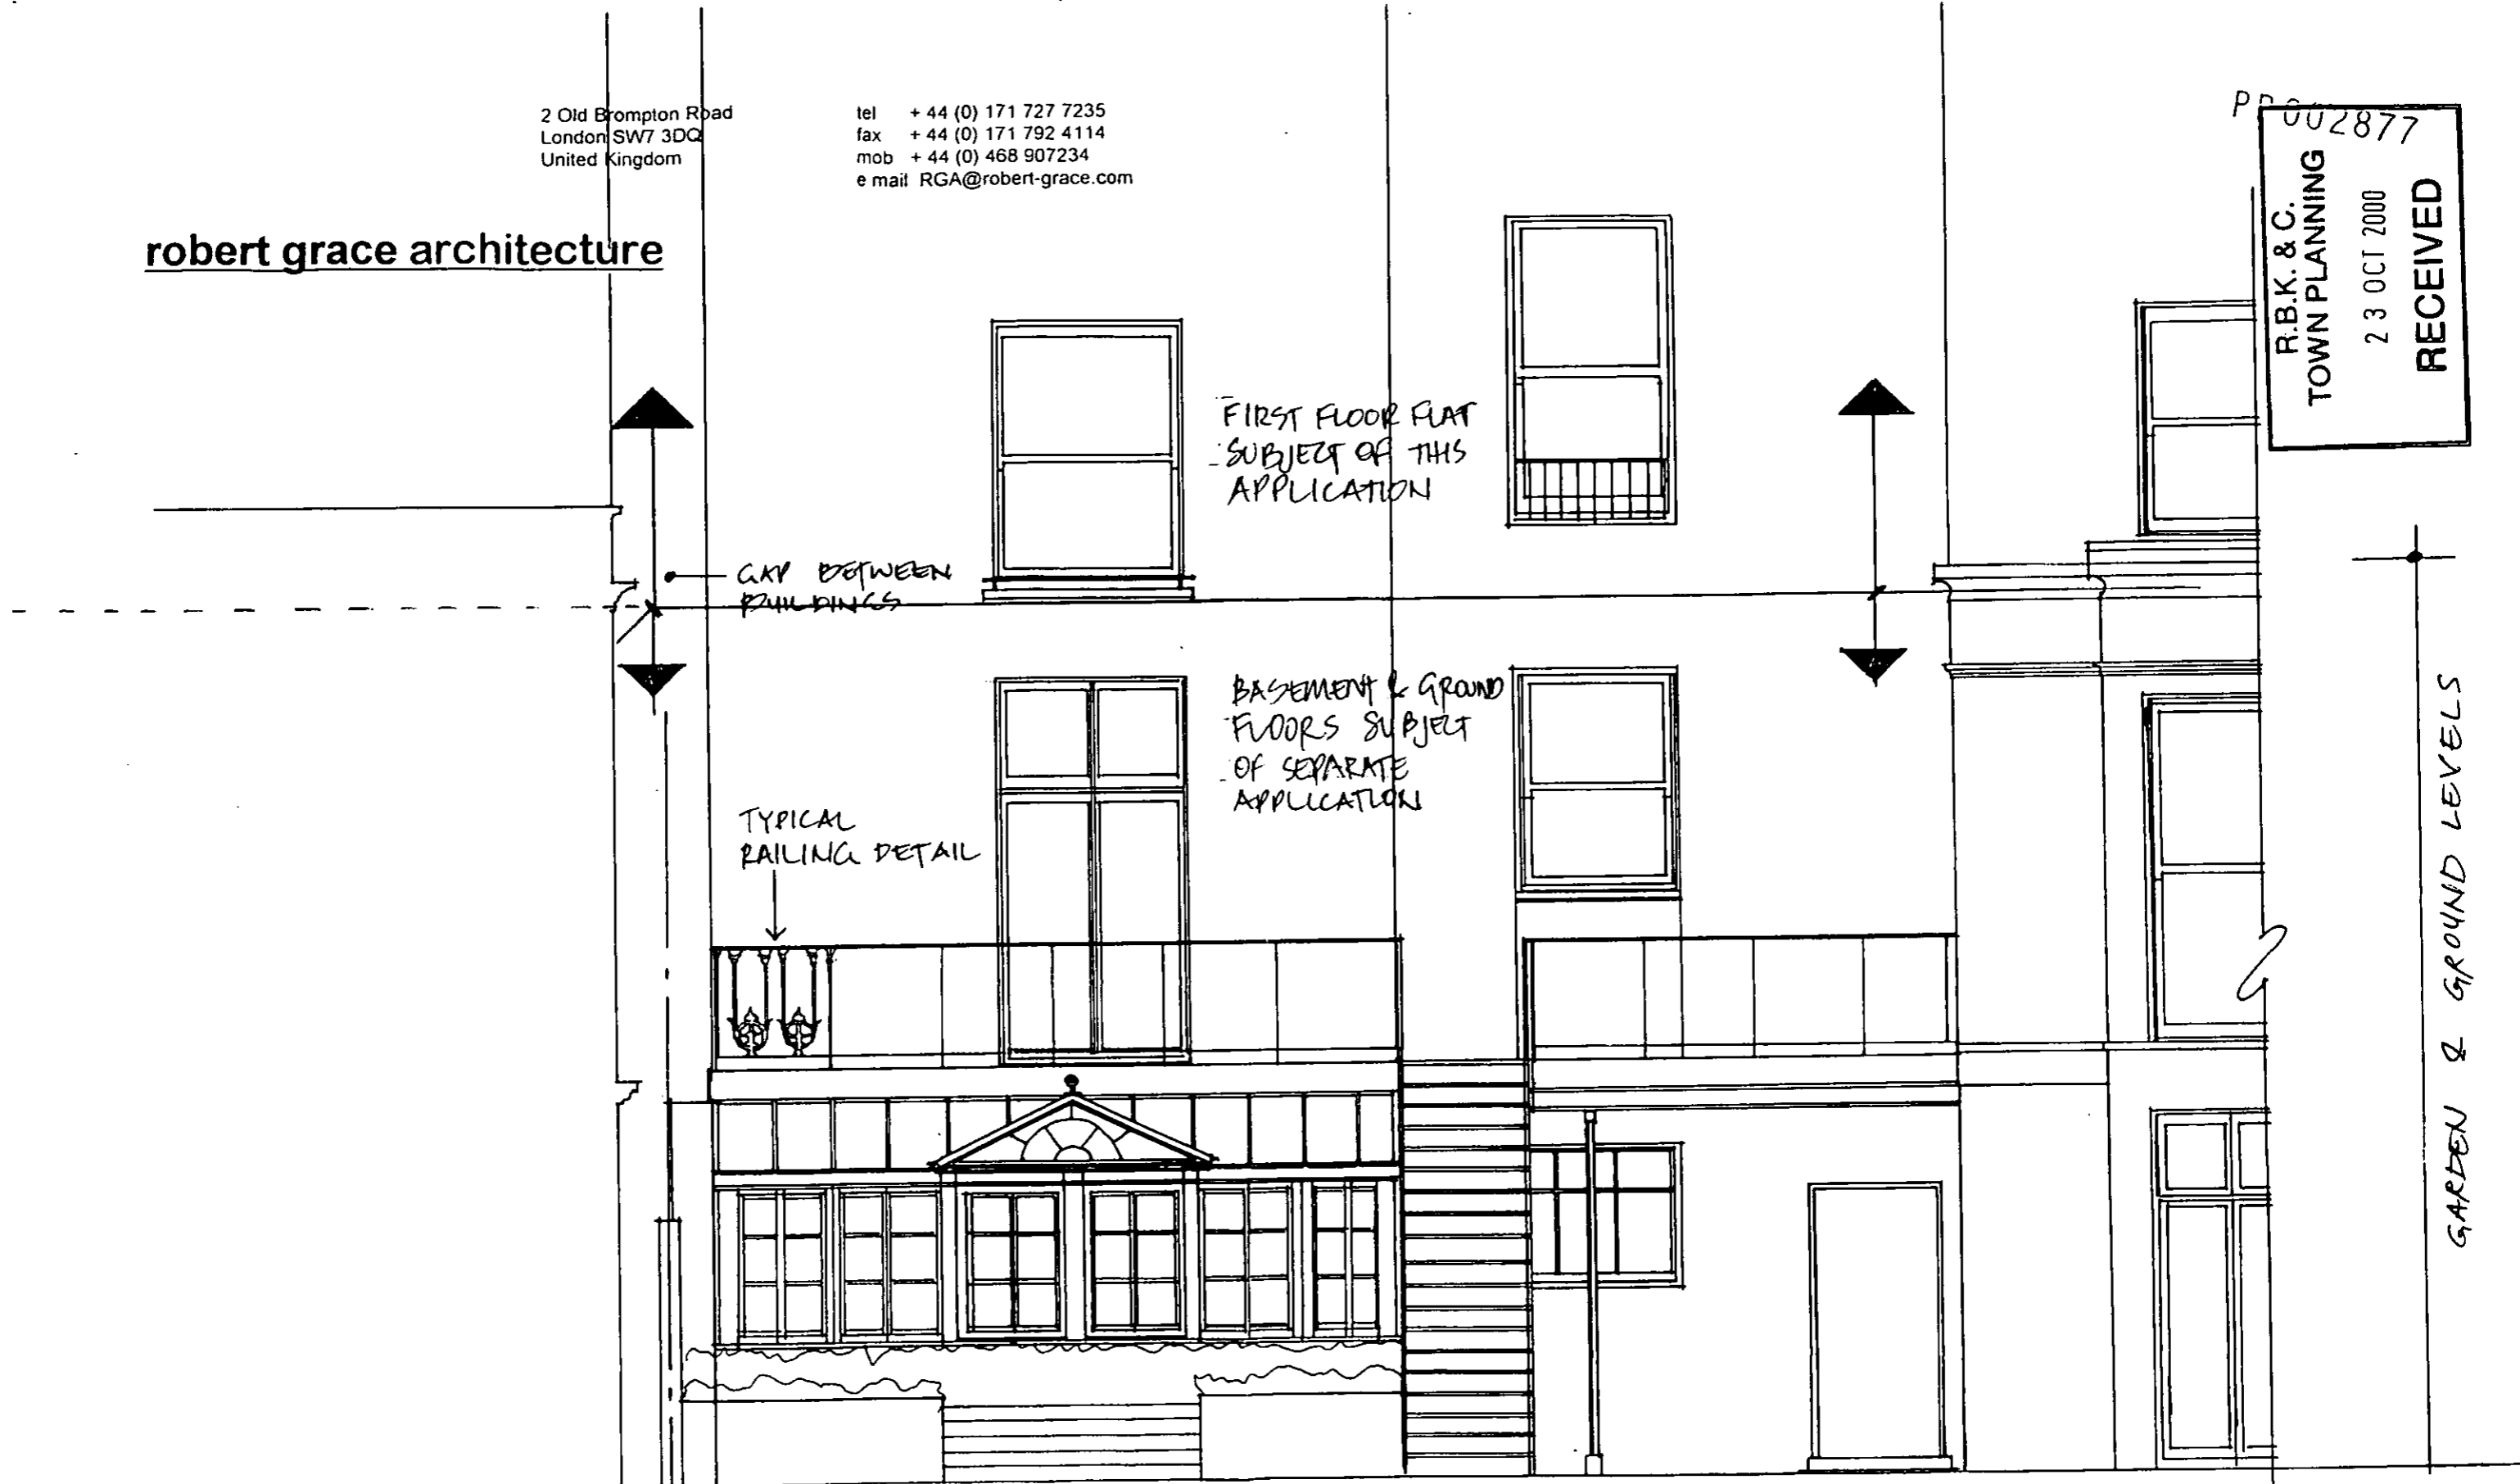 2 Old Brompton Road
London SW7 3DQ
United Kingdom
tel + 44 (0) 171 727 7235
fax + 44 (0) 171 792 4114
mob + 44 (0) 468 907234
e mail RGA@robert-grace.com
robert grace architecture
002877
R.B.K. & C.
TOWN PLANNING
23 OCT 2000
RECEIVED
FIRST FLOOR FLAT
SUBJECT OF THIS
APPLICATION
GAP BETWEEN
BUILDINGS
BASEMENT & GROUND
FLOORS SUBJECT
OF SEPARATE
APPLICATION
TYPICAL
RAILING DETAIL
GARDEN & GROUND LEVELS